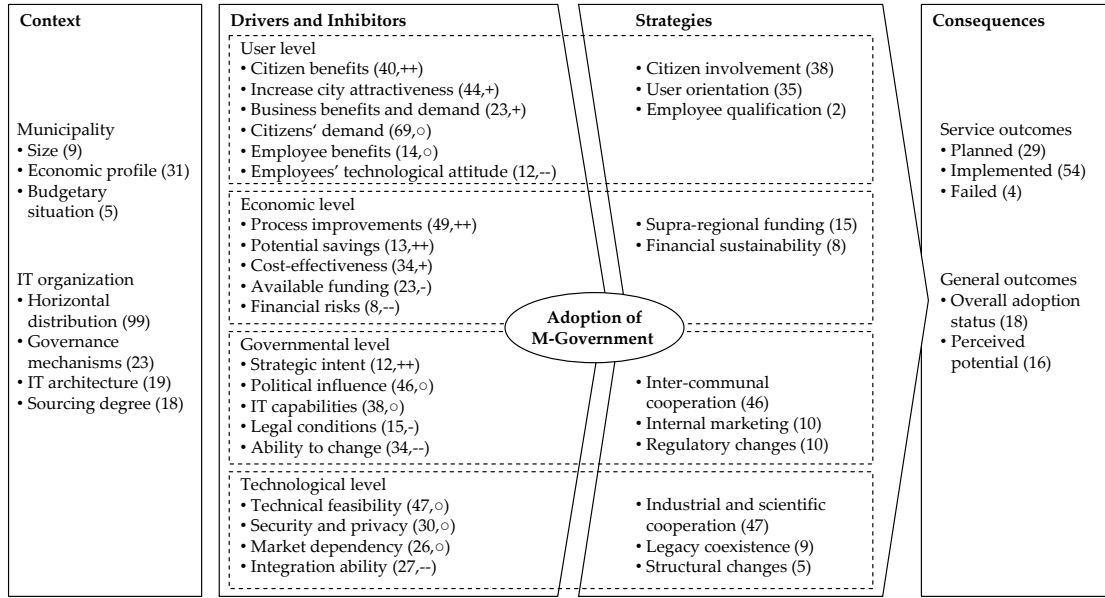 Context
Municipality
• Size (9)
• Economic profile (31)
• Budgetary
situation (5)
IT organization
• Horizontal
distribution (99)
• Governance
mechanisms (23)
• IT architecture (19)
• Sourcing degree (18)
Drivers and Inhibitors
User level
• Citizen benefits (40,++)
• Increase city attractiveness (44,+)
• Business benefits and demand (23,+)
• Citizens‘ demand (69,○)
• Employee benefits (14,○)
• Employees’ technological attitude (12,--)
Economic level
• Process improvements (49,++)
• Potential savings (13,++)
• Cost-effectiveness (34,+)
• Available funding (23,-)
• Financial risks (8,--)
Governmental level
• Strategic intent (12,++)
• Political influence (46,○)
• IT capabilities (38,○)
• Legal conditions (15,-)
• Ability to change (34,--)
Technological level
• Technical feasibility (47,○)
• Security and privacy (30,○)
• Market dependency (26,○)
• Integration ability (27,--)
Adoption of
M-Government
Strategies
• Citizen involvement (38)
• User orientation (35)
• Employee qualification (2)
• Supra-regional funding (15)
• Financial sustainability (8)
• Inter-communal
cooperation (46)
• Internal marketing (10)
• Regulatory changes (10)
• Industrial and scientific
cooperation (47)
• Legacy coexistence (9)
• Structural changes (5)
Consequences
Service outcomes
• Planned (29)
• Implemented (54)
• Failed (4)
General outcomes
• Overall adoption
status (18)
• Perceived
potential (16)